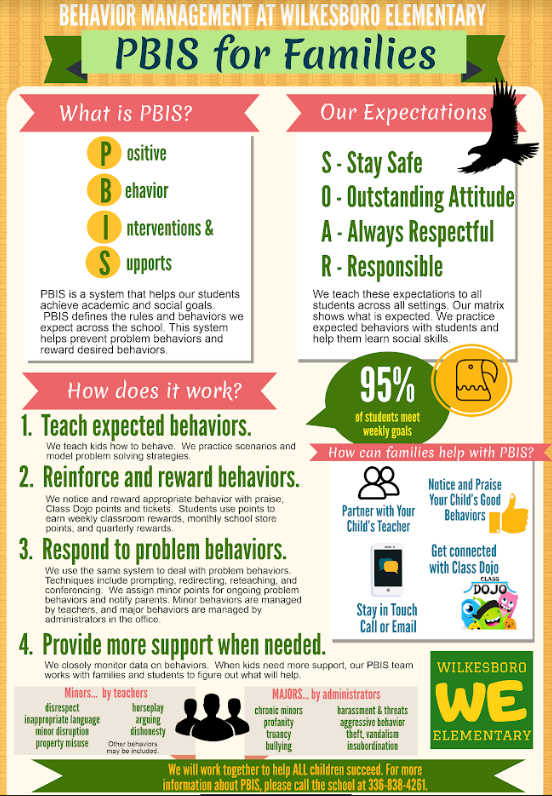 BEHAVIOR MANAGEMENT AT WILKESBORO ELEMENTARY
PBIS for Families
What is PBIS?
Positive
Behavior
Interventions &
Supports
PBIS is a system that helps our students
achieve academic and social goals.
PBIS defines the rules and behaviors we
expect across the school. This system
helps prevent problem behaviors and
reward desired behaviors.
Our Expectations
S - Stay Safe
O - Outstanding Attitude
A - Always Respectful
R - Responsible
We teach these expectations to all
students across all settings. Our matrix
shows what is expected. We practice
expected behaviors with students and
help them learn social skills.
95%
of students meet
weekly goals
How does it work?
1. Teach expected behaviors.
We teach kids how to behave. We practice scenarios and
model problem solving strategies.
2. Reinforce and reward behaviors.
We notice and reward appropriate behavior with praise,
Class Dojo points and tickets. Students use points to
earn weekly classroom rewards, monthly school store
points, and quarterly rewards.
3. Respond to problem behaviors.
We use the same system to deal with problem behaviors.
Techniques include prompting, redirecting, reteaching, and
conferencing. We assign minor points for ongoing problem
behaviors and notify parents. Minor behaviors are managed
by teachers, and major behaviors are managed by
administrators in the office.
4. Provide more support when needed.
We closely monitor data on behaviors. When kids need more support, our PBIS team
works with families and students to figure out what will help.
How can families help with PBIS?
Partner with Your
Child's Teacher
Notice and Praise
Your Child's Good
Behaviors
Stay in Touch
Call or Email
Get connected
with Class Dojo
CLASS
DOJO
Minors... by teachers
disrespect
inappropriate language
minor disruption
property misuse
horseplay
arguing
dishonesty
Other behaviors
may be included.
MAJORS... by administrators
chronic minors
profanity
truancy
bullying
harassment & threats
aggressive behavior
theft, vandalism
insubordination
WILKESBORO
WE
ELEMENTARY
We will work together to help ALL children succeed. For more
information about PBIS, please call the school at 336-838-4261.